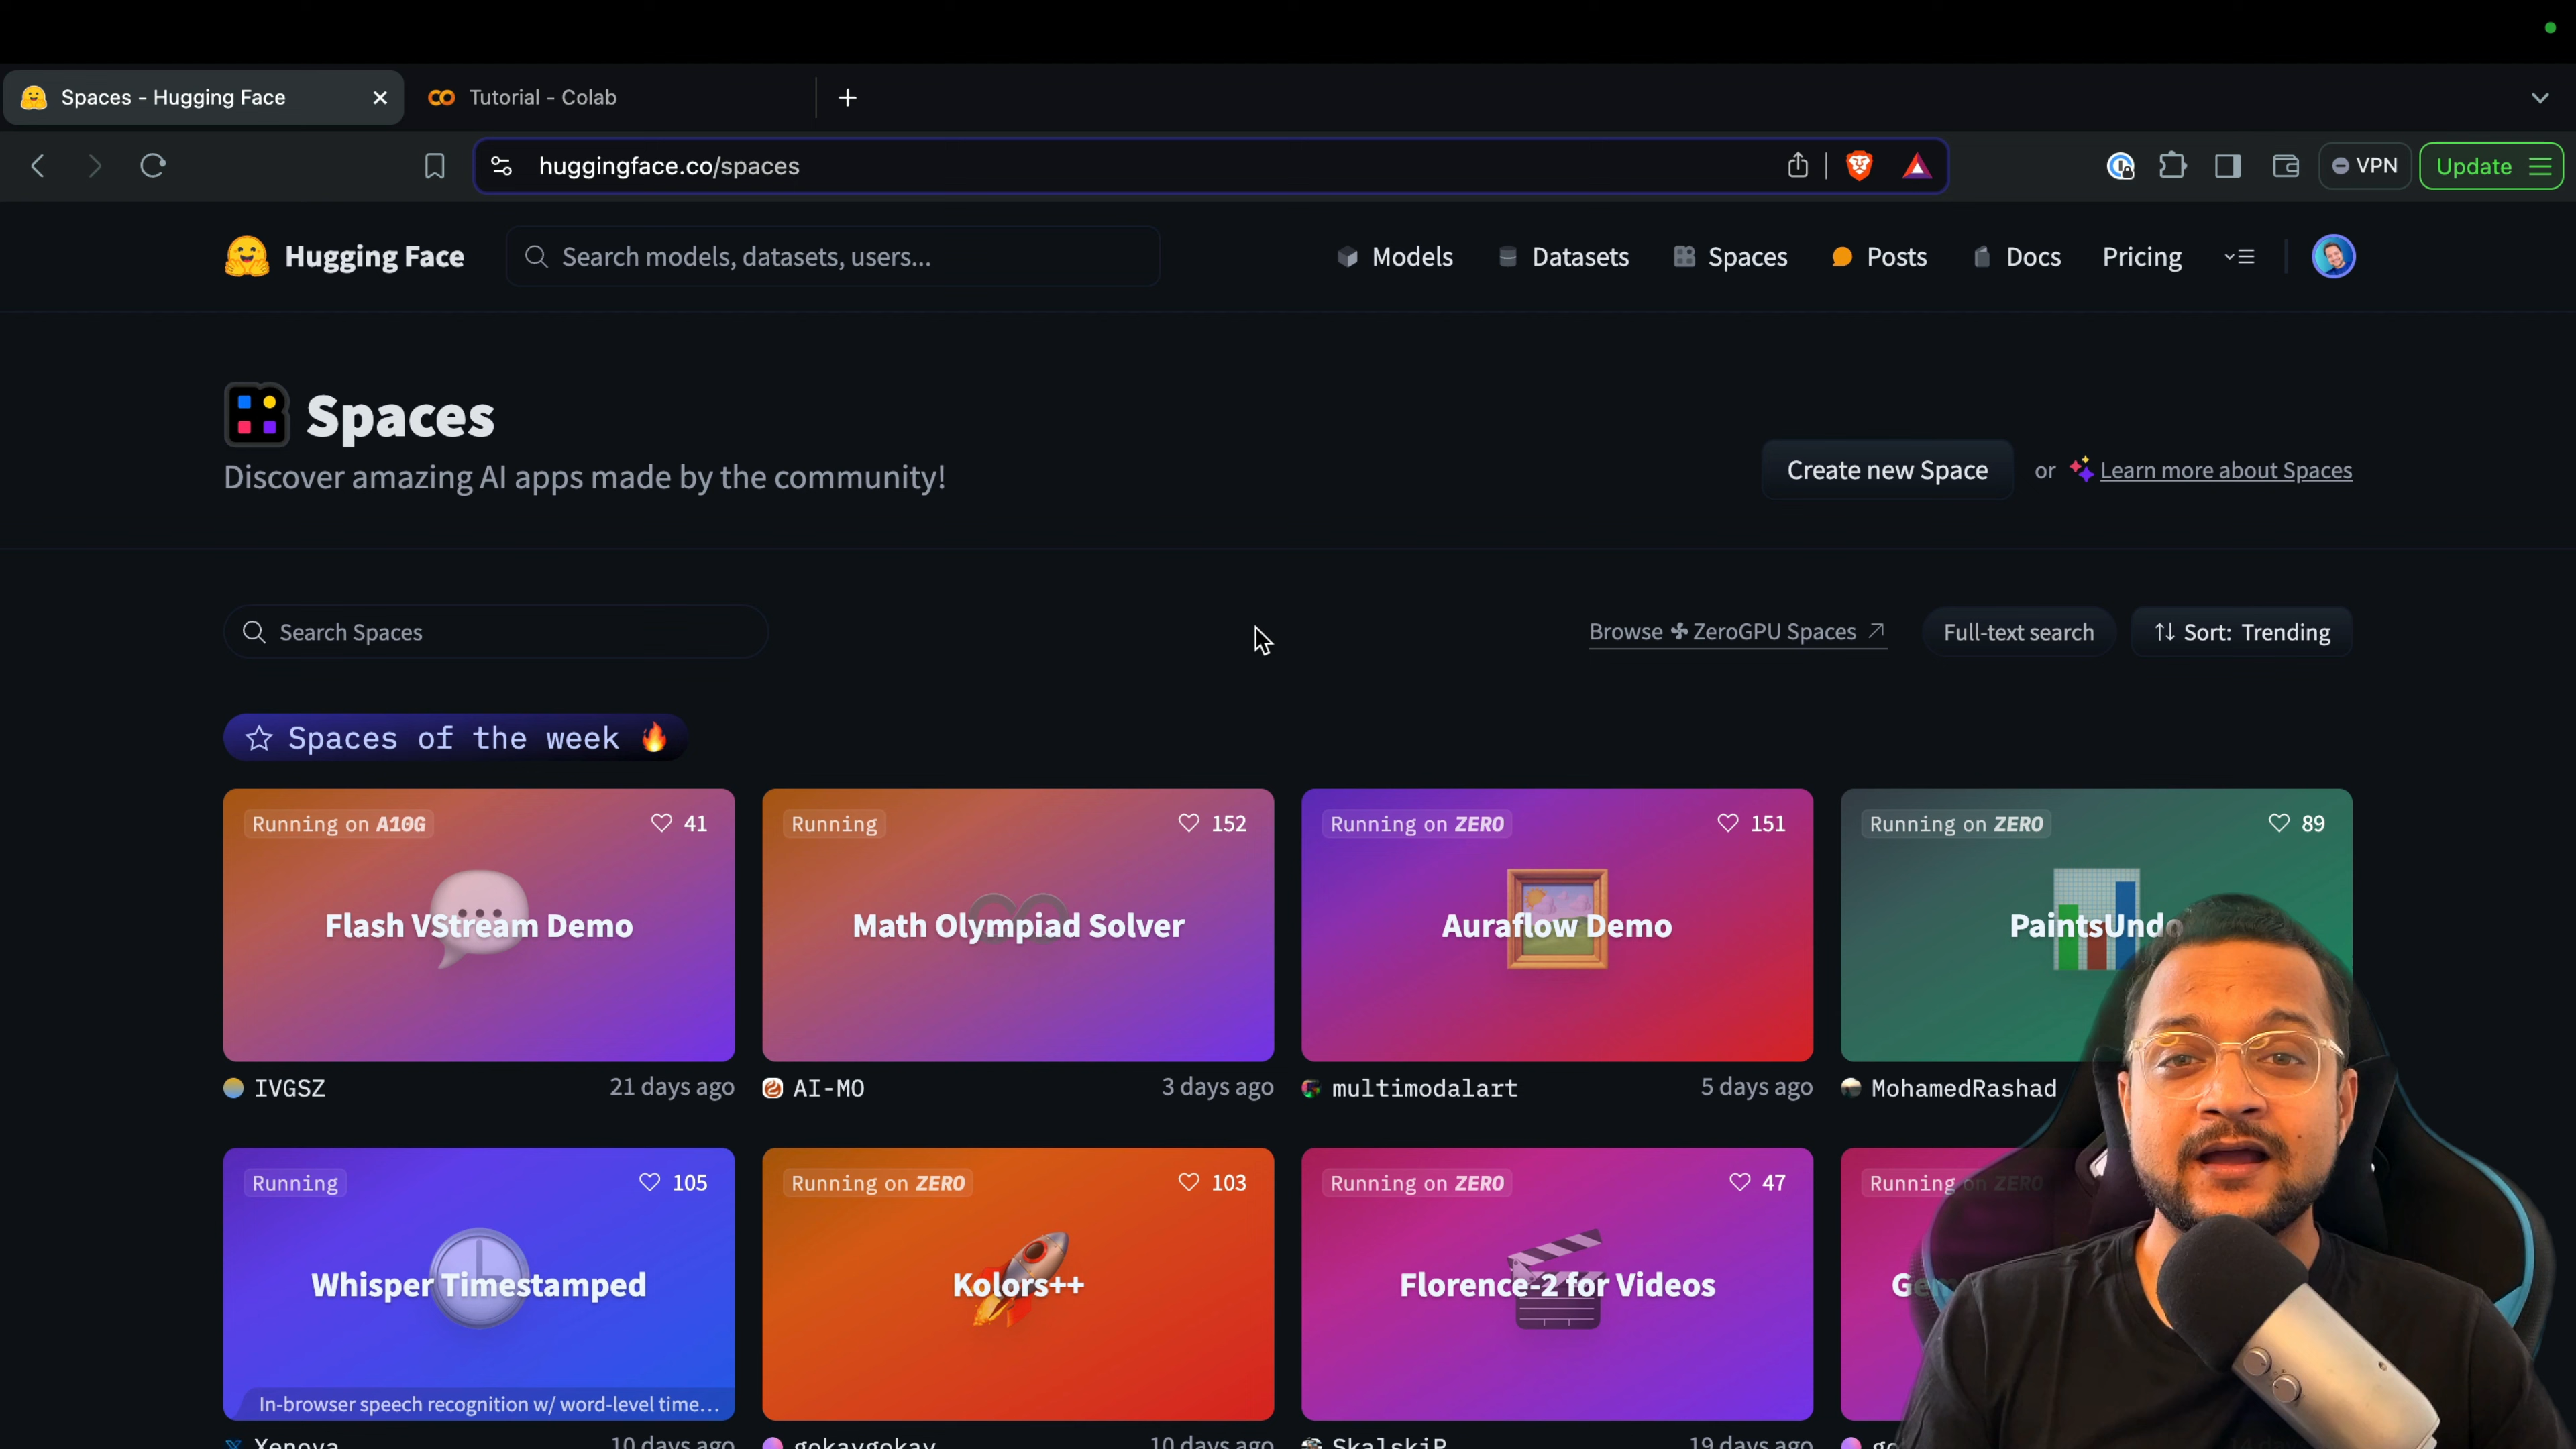 Spaces - Hugging Face
Tutorial - Colab
huggingface.co/spaces
VPN
Update
Hugging Face
Search models, datasets, users...
Models
Datasets
Spaces
Posts
Docs
Pricing
Spaces
Discover amazing AI apps made by the community!
Create new Space
or
Learn more about Spaces
Search Spaces
Browse ZeroGPU Spaces
Full-text search
Sort: Trending
Spaces of the week
Running on A10G
41
Flash VStream Demo
IVGSZ
21 days ago
Running
152
Math Olympiad Solver
AI-MO
3 days ago
Running on ZERO
151
Auraflow Demo
multimodalart
5 days ago
Running on ZERO
89
PaintsUndo
MohamedRashad
Running
105
Whisper Timestamped
In-browser speech recognition w/ word-level time...
Xenova
10 days ago
Running on ZERO
103
Kolors++
gokaygokay
10 days ago
Running on ZERO
47
Florence-2 for Videos
SkalskiP
19 days ago
Running on ZERO